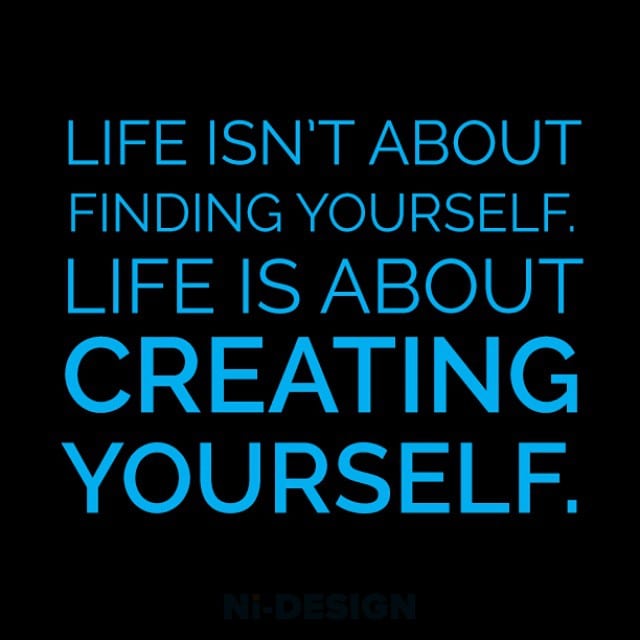 LIFE ISN'T ABOUT
FINDING YOURSELF.
LIFE IS ABOUT
CREATING
YOURSELF.
Ni-DESIGN